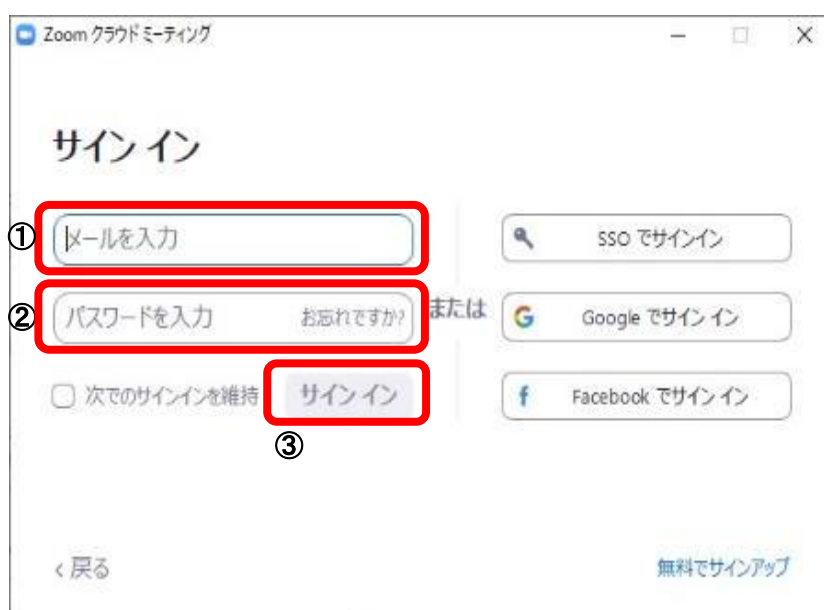 Zoom クラウド ミーティング
サイン イン
①
メールを入力
②
パスワードを入力 お忘れですか?
次でのサインインを維持
サイン イン
③
または
SSO でサインイン
Google でサイン イン
Facebook でサイン イン
< 戻る
無料でサインアップ